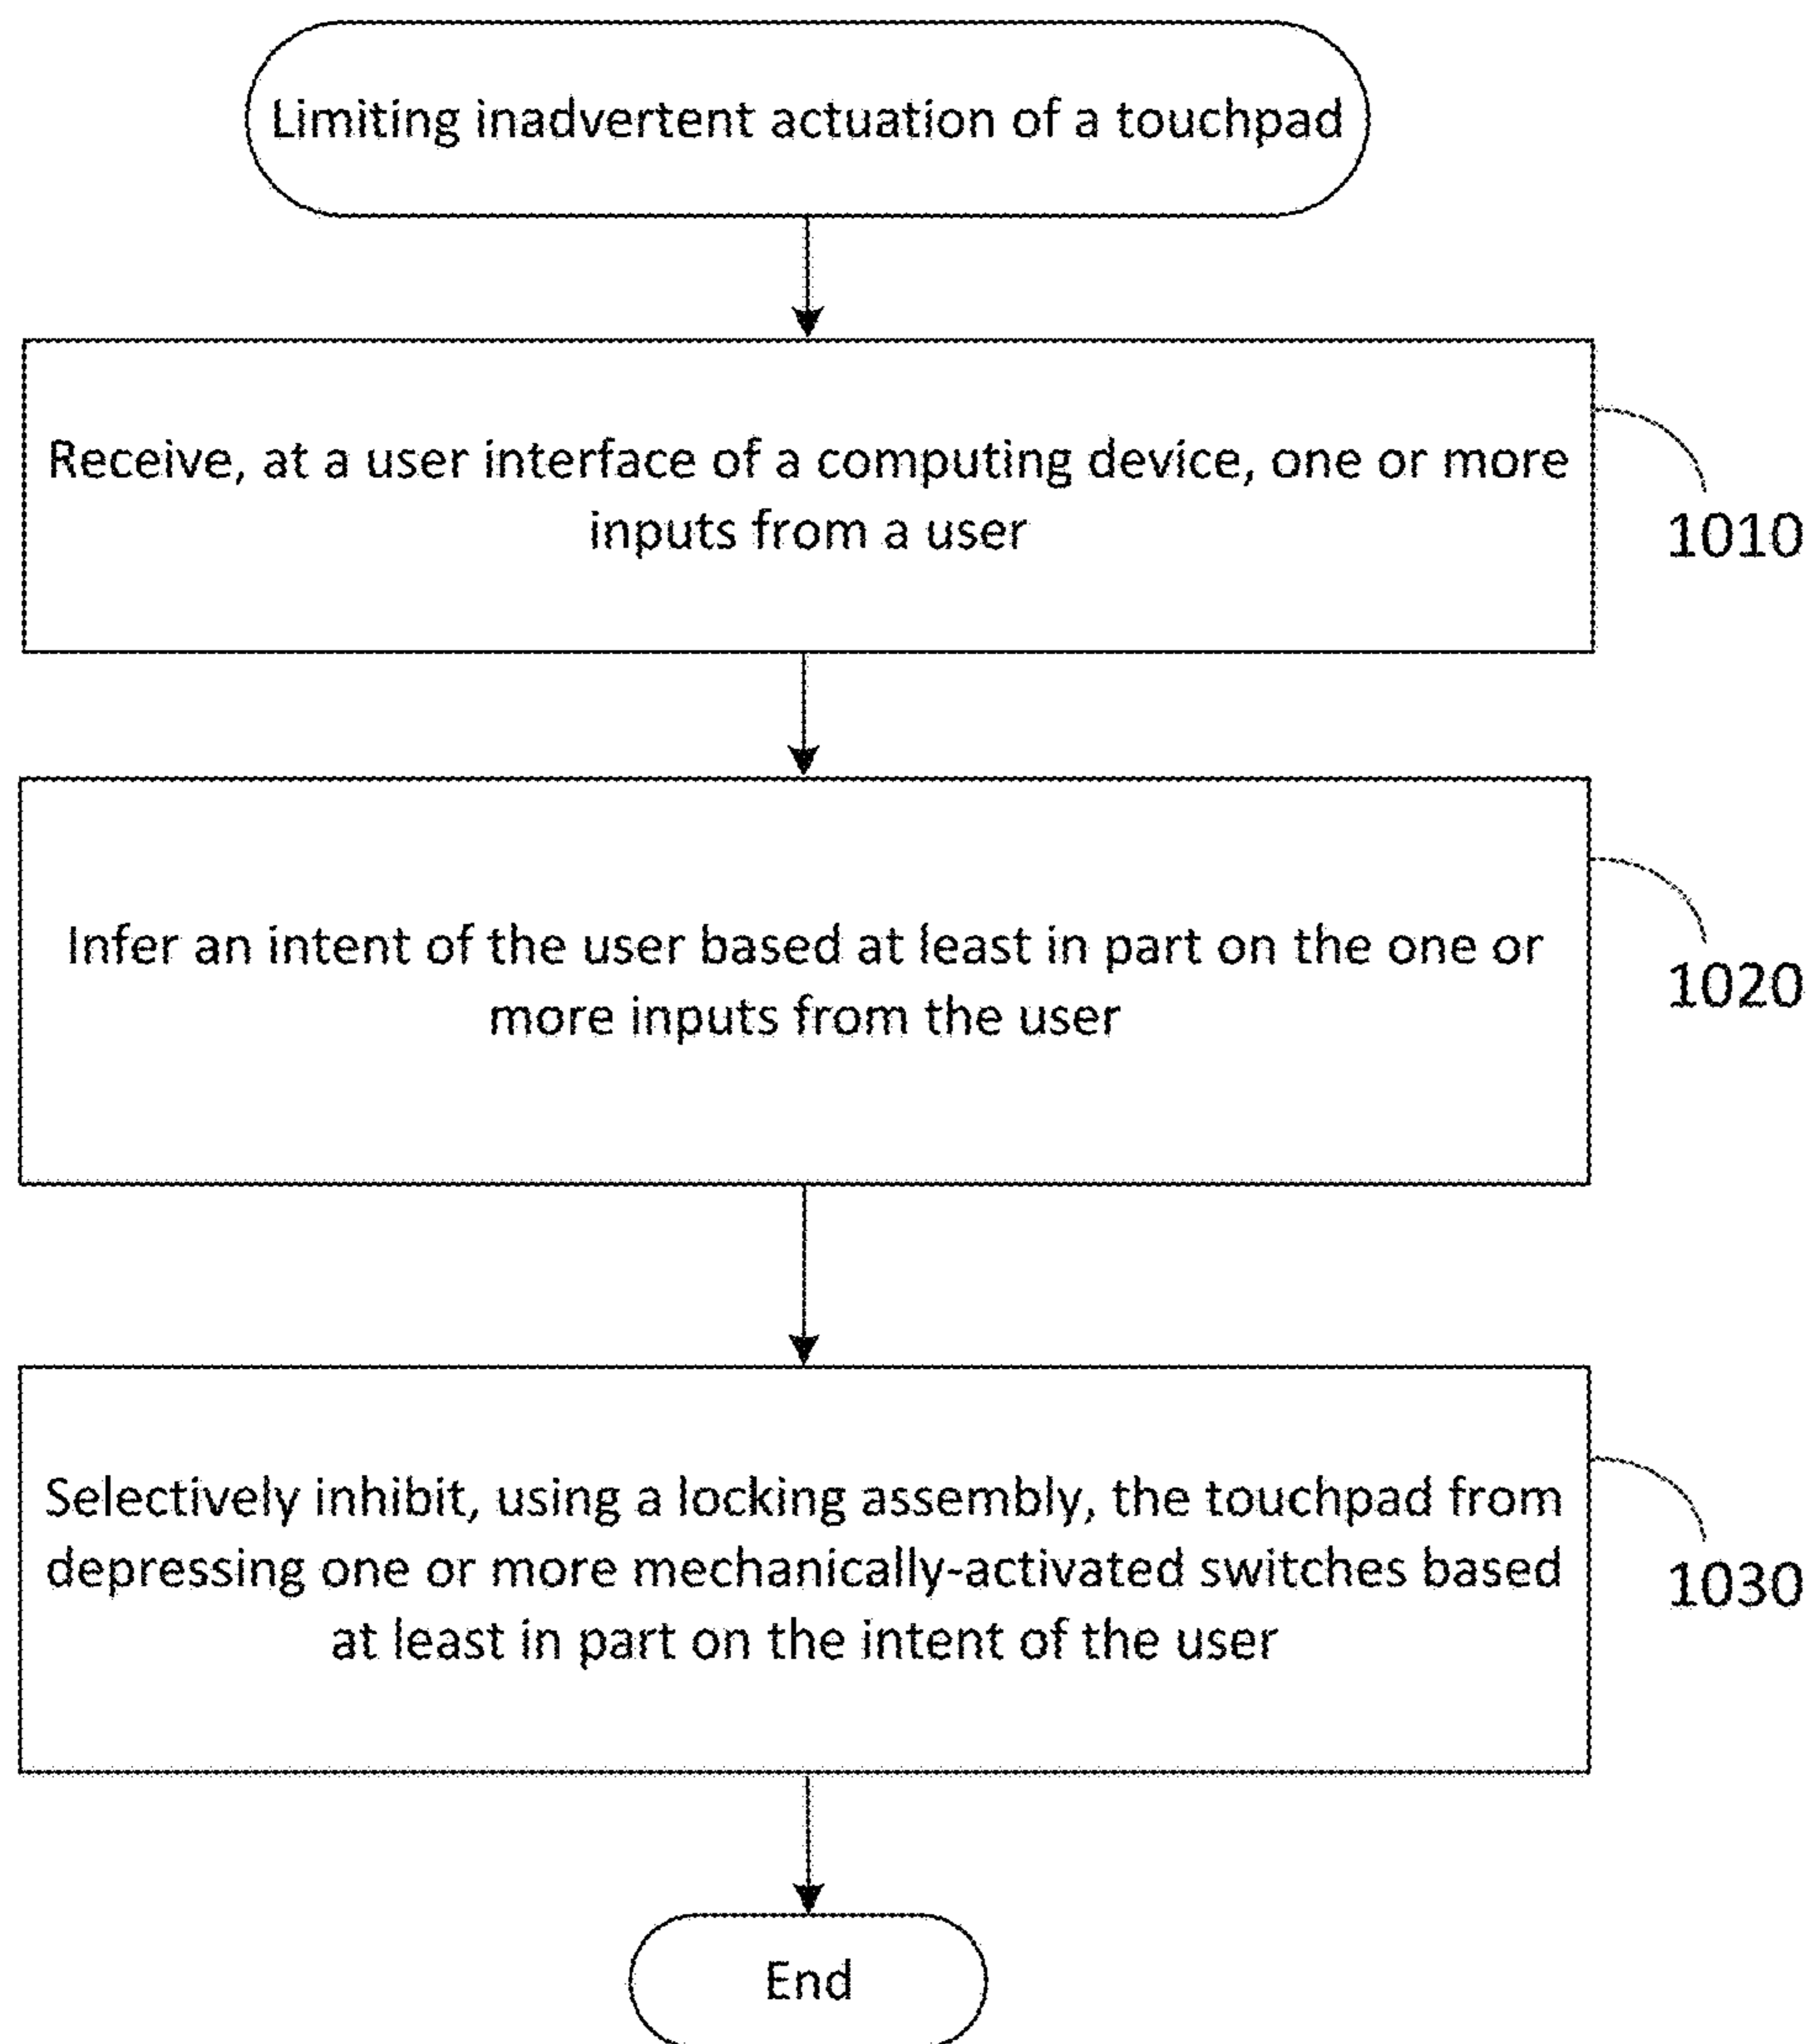 Limiting inadvertent actuation of a touchpad
Receive, at a user interface of a computing device, one or more
inputs from a user
1010
Infer an intent of the user based at least in part on the one or
more inputs from the user
1020
Selectively inhibit, using a locking assembly, the touchpad from
depressing one or more mechanically-activated switches based
at least in part on the intent of the user
1030
End